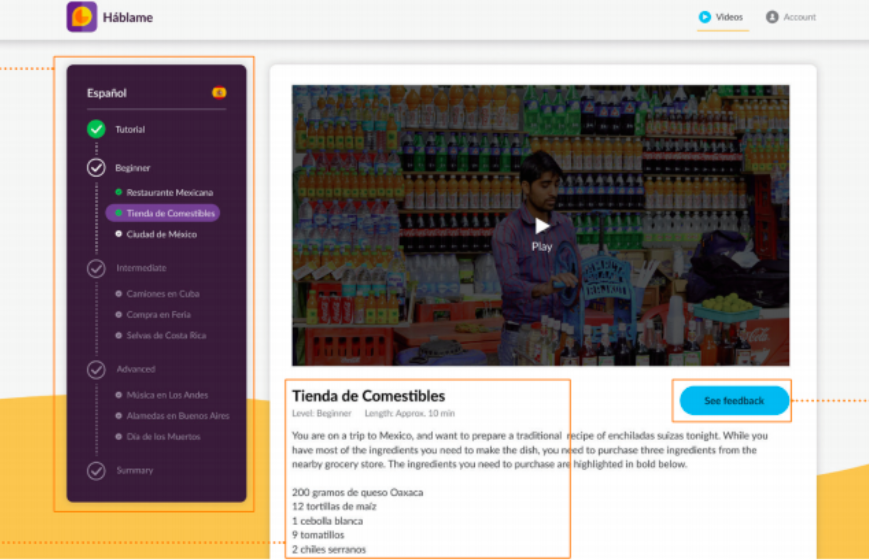 Háblame
Videos
Account
Español
Tutorial
Beginner
Restaurante Mexicana
Tienda de Comestibles
Ciudad de México
Intermediate
Camiones en Cuba
Compra en Feria
Selvas de Costa Rica
Advanced
Música en Los Andes
Alamedas en Buenos Aires
Día de los Muertos
Summary
Play
Coca-Cola
Tienda de Comestibles
See feedback
Level: Beginner Length: Approx. 10 min
You are on a trip to Mexico, and want to prepare a traditional recipe of enchiladas suizas tonight. While you
have most of the ingredients you need to make the dish, you need to purchase three ingredients from the
nearby grocery store. The ingredients you need to purchase are highlighted in bold below.
200 gramos de queso Oaxaca
12 tortillas de maíz
1 cebolla blanca
9 tomatillos
2 chiles serranos